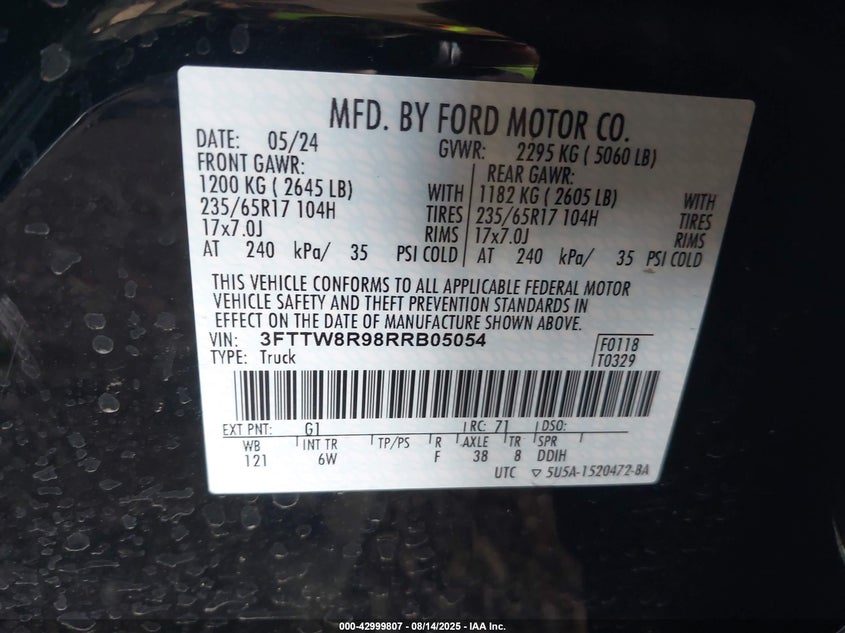 MFD. BY FORD MOTOR CO.
DATE: 05/24 GVWR: 2295 KG ( 5060 LB)
FRONT GAWR: REAR GAWR:
1200 KG ( 2645 LB) WITH 1182 KG ( 2605 LB) WITH
235/65R17 104H TIRES 235/65R17 104H TIRES
17x7.0J RIMS 17x7.0J RIMS
AT 240 kPa/ 35 PSI COLD AT 240 kPa/ 35 PSI COLD
THIS VEHICLE CONFORMS TO ALL APPLICABLE FEDERAL MOTOR
VEHICLE SAFETY AND THEFT PREVENTION STANDARDS IN
EFFECT ON THE DATE OF MANUFACTURE SHOWN ABOVE.
VIN: 3FTTW8R98RRB05054 F0118
TYPE: Truck T0329
EXT PNT: G1 RC: 71 DSO:
WB INT TR TP/PS R AXLE TR SPR
121 6W F 38 8 DDIH
UTC ▽ 5U5A-1520472-BA
000-42999807 - 08/14/2025 - IAA Inc.